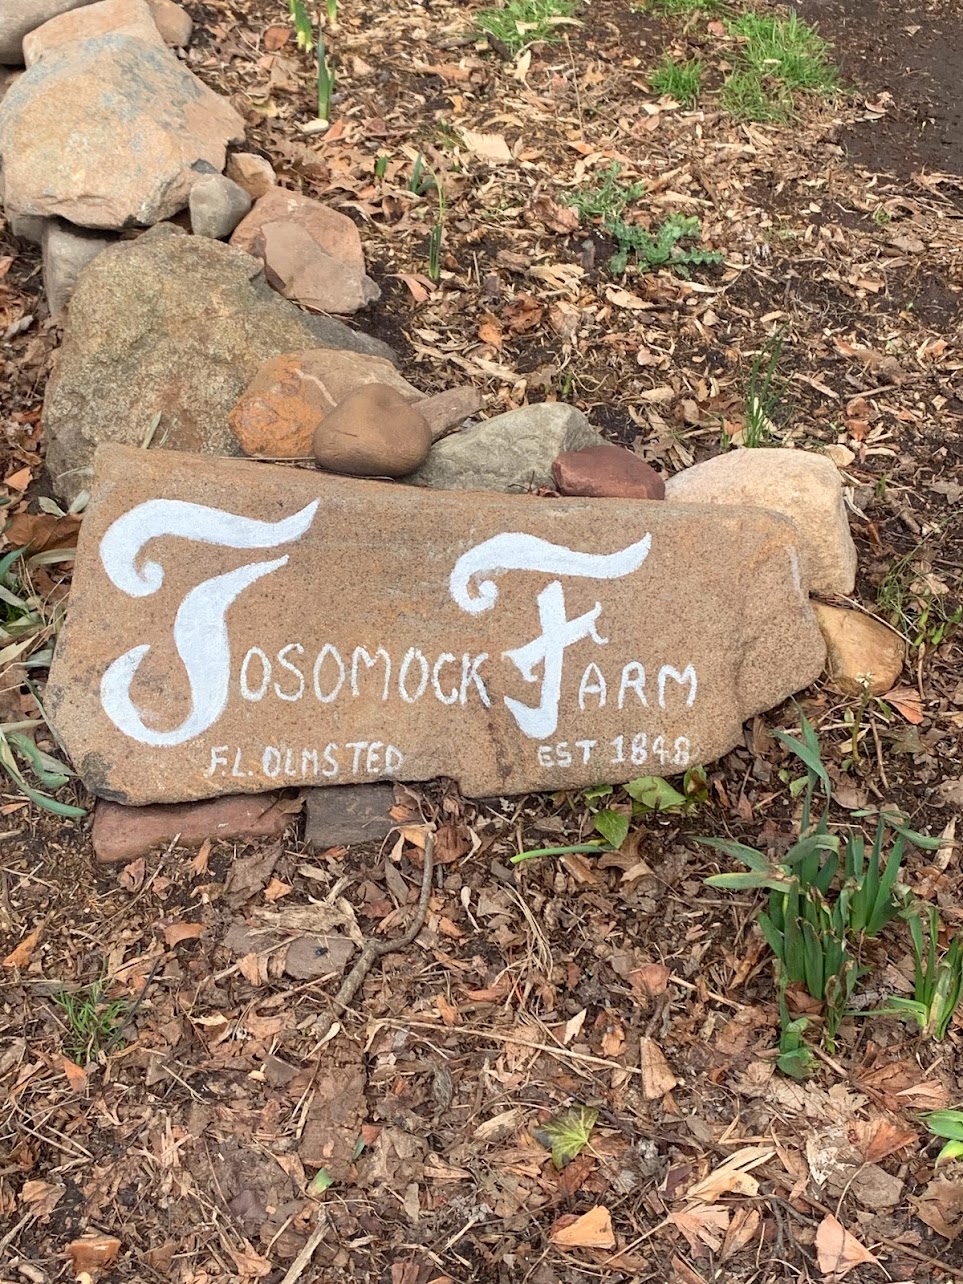 TOSOMOCK FARM
F.L. OLMSTED EST 1848